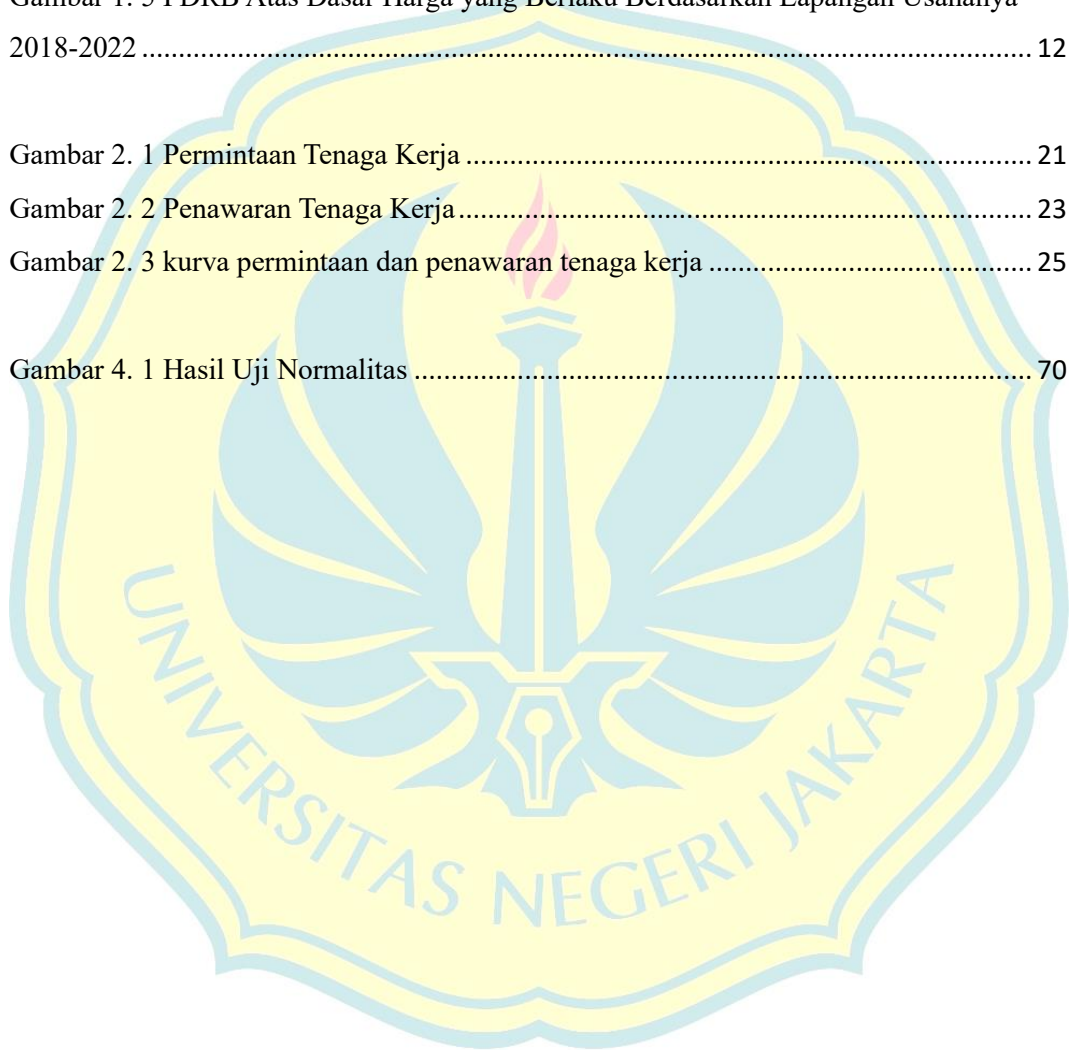 Gambar 1. 5 PDRB Atas Dasar Harga yang Berlaku Berdasarkan Lapangan Usahanya
2018-2022 ........................................................................................................ 12
Gambar 2. 1 Permintaan Tenaga Kerja ........................................................................ 21
Gambar 2. 2 Penawaran Tenaga Kerja ........................................................................ 23
Gambar 2. 3 kurva permintaan dan penawaran tenaga kerja ........................................ 25
Gambar 4. 1 Hasil Uji Normalitas ................................................................................ 70
UNIVERSITAS NEGERI JAKARTA